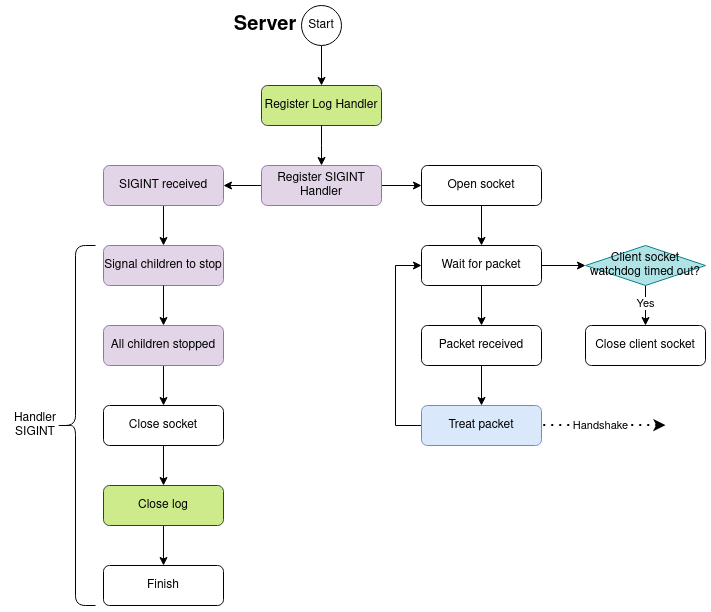 Server
Start
Register Log Handler
SIGINT received
Register SIGINT
Handler
Open socket
Signal children to stop
Wait for packet
Client socket
watchdog timed out?
Yes
All children stopped
Packet received
Close client socket
Handler
SIGINT
Close socket
Treat packet
Handshake
Close log
Finish